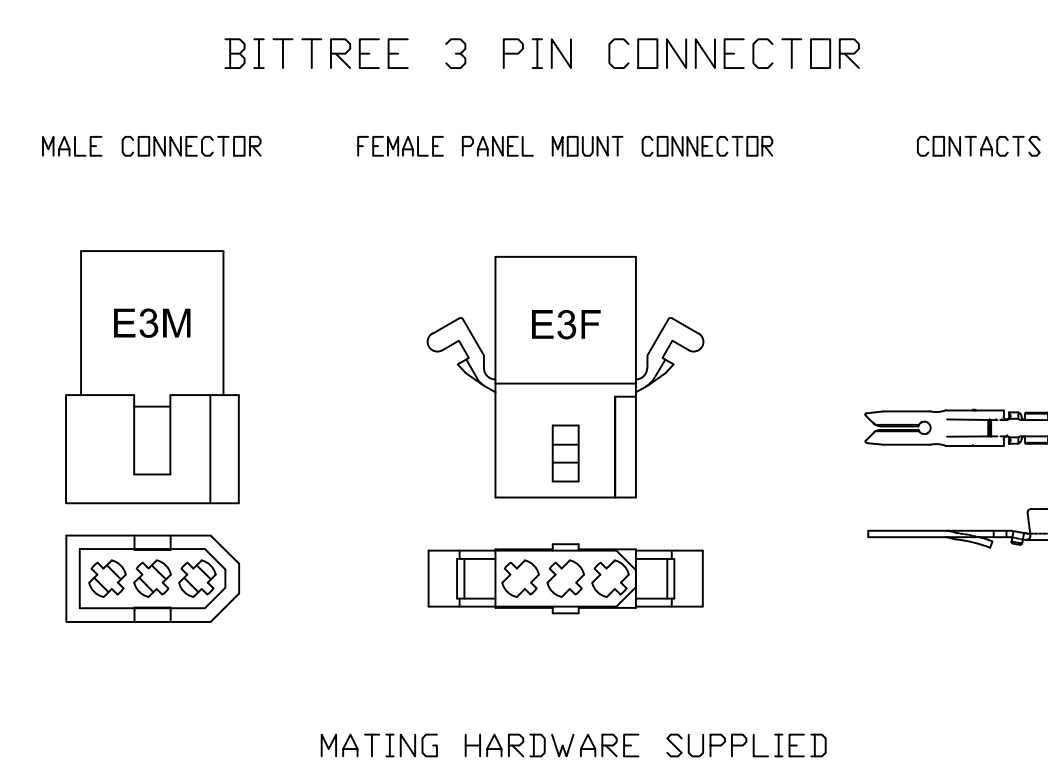 BITTREE 3 PIN CONNECTOR
MALE CONNECTOR
FEMALE PANEL MOUNT CONNECTOR
CONTACTS
E3M
E3F
MATING HARDWARE SUPPLIED